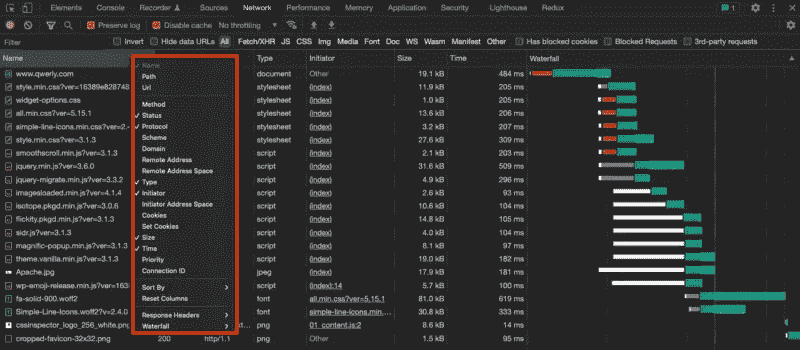 Elements Console Recorder Sources Network Performance Memory Application Security Lighthouse Redux 1
Preserve log Disable cache No throttling
Filter Invert Hide data URLs All Fetch/XHR JS CSS Img Media Font Doc WS Wasm Manifest Other Has blocked cookies Blocked Requests 3rd-party requests
Name Type Initiator Size Time Waterfall
www.qwerly.com document Other 19.1 kB 484 ms
style.min.css?ver=16389e828748 stylesheet (index) 11.9 kB 205 ms
widget-options.css stylesheet (index) 1.0 kB 205 ms
all.min.css?ver=5.15.1 stylesheet (index) 13.6 kB 206 ms
simple-line-icons.min.css?ver=2. stylesheet (index) 3.2 kB 207 ms
style.min.css?ver=3.1.3 stylesheet (index) 27.6 kB 309 ms
smoothscroll.min.js?ver=3.1.3 script (index) 2.1 kB 203 ms
jquery.min.js?ver=3.6.0 script (index) 31.6 kB 509 ms
jquery-migrate.min.js?ver=3.3.2 script (index) 4.9 kB 296 ms
imagesloaded.min.js?ver=4.1.4 script (index) 2.6 kB 93 ms
isotope.pkgd.min.js?ver=3.0.6 script (index) 10.6 kB 104 ms
flickity.pkgd.min.js?ver=3.1.3 script (index) 14.8 kB 105 ms
sidr.min.js?ver=3.1.3 script (index) 4.0 kB 104 ms
magnific-popup.min.js?ver=3.1.3 script (index) 8.1 kB 97 ms
theme.vanilla.min.js?ver=3.1.3 script (index) 19.0 kB 182 ms
Apache.jpg jpeg (index) 17.9 kB 181 ms
wp-emoji-release.min.js?ver= script (index):14 5.7 kB 100 ms
fa-solid-900.woff2 font all.min.css?ver=5.15.1 81.0 kB 619 ms
Simple-Line-Icons.woff2?v=2.4.0 font simple-line-icons.min. 30.8 kB 333 ms
cssinspector_logo_256_white.png png 01_content.js:2 8.6 kB 14 ms
cropped-favicon-32x32.png 200 http/1.1 png Other 1.5 kB 95 ms
Name
Path
Url
Method
Status
Protocol
Scheme
Domain
Remote Address
Remote Address Space
Type
Initiator
Initiator Address Space
Cookies
Set Cookies
Size
Time
Priority
Connection ID
Sort By
Reset Columns
Response Headers
Waterfall